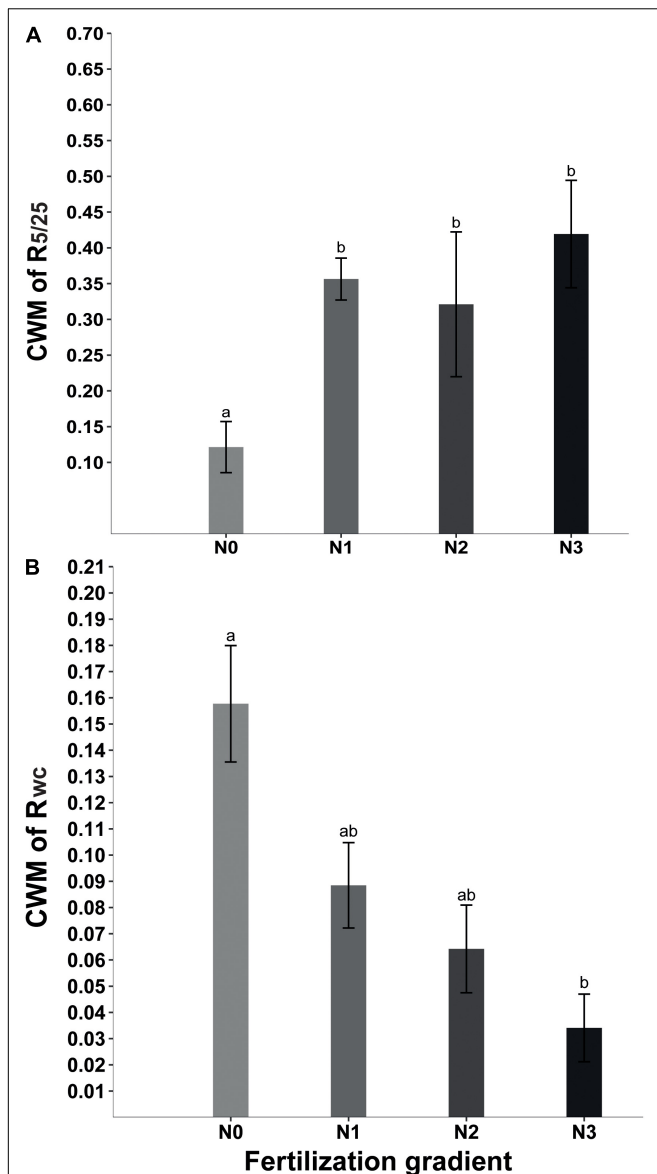 A
0.70
0.65
0.60
0.55
0.50
0.45
0.40
0.35
0.30
0.25
0.20
0.15
0.10
CWM of R5/25
a
b
b
b
N0 N1 N2 N3
B
0.21
0.20
0.19
0.18
0.17
0.16
0.15
0.14
0.13
0.12
0.11
0.10
0.09
0.08
0.07
0.06
0.05
0.04
0.03
0.02
0.01
CWM of Rwc
a
ab
ab
b
N0 N1 N2 N3
Fertilization gradient